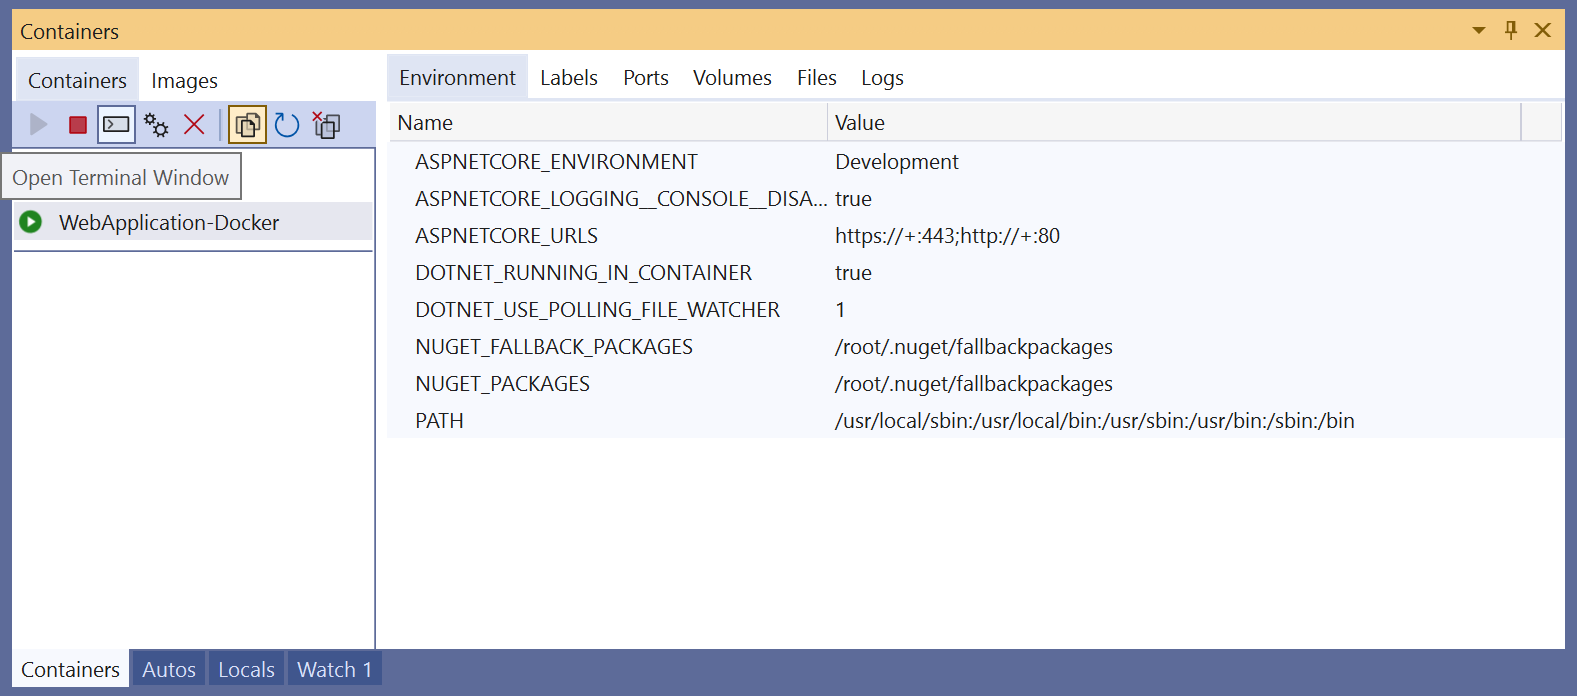 Containers
Containers Images
Environment Labels Ports Volumes Files Logs
Name Value
Open Terminal Window
WebApplication-Docker
ASPNETCORE_ENVIRONMENT Development
ASPNETCORE_LOGGING__CONSOLE__DISA... true
ASPNETCORE_URLS https://+:443;http://+:80
DOTNET_RUNNING_IN_CONTAINER true
DOTNET_USE_POLLING_FILE_WATCHER 1
NUGET_FALLBACK_PACKAGES /root/.nuget/fallbackpackages
NUGET_PACKAGES /root/.nuget/fallbackpackages
PATH /usr/local/sbin:/usr/local/bin:/usr/sbin:/usr/bin:/sbin:/bin
Containers Autos Locals Watch 1